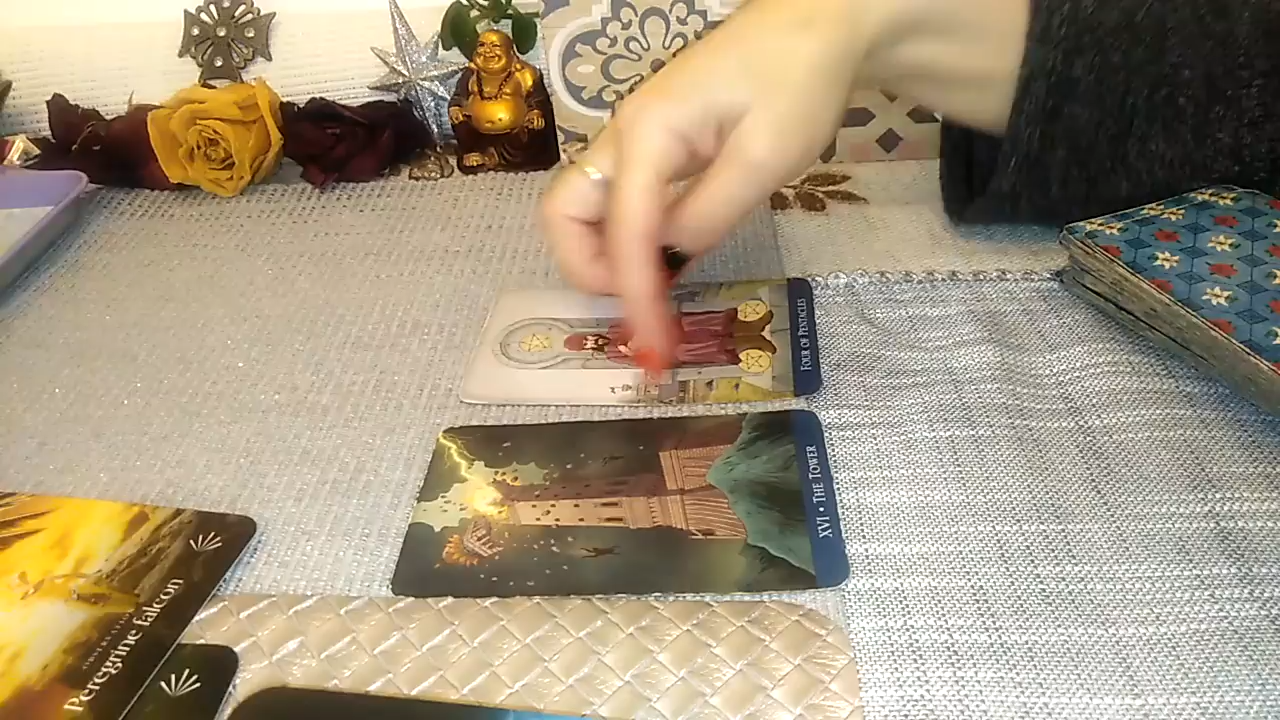 FOUR OF PENTACLES
XVI • THE TOWER
Peregrine falcon